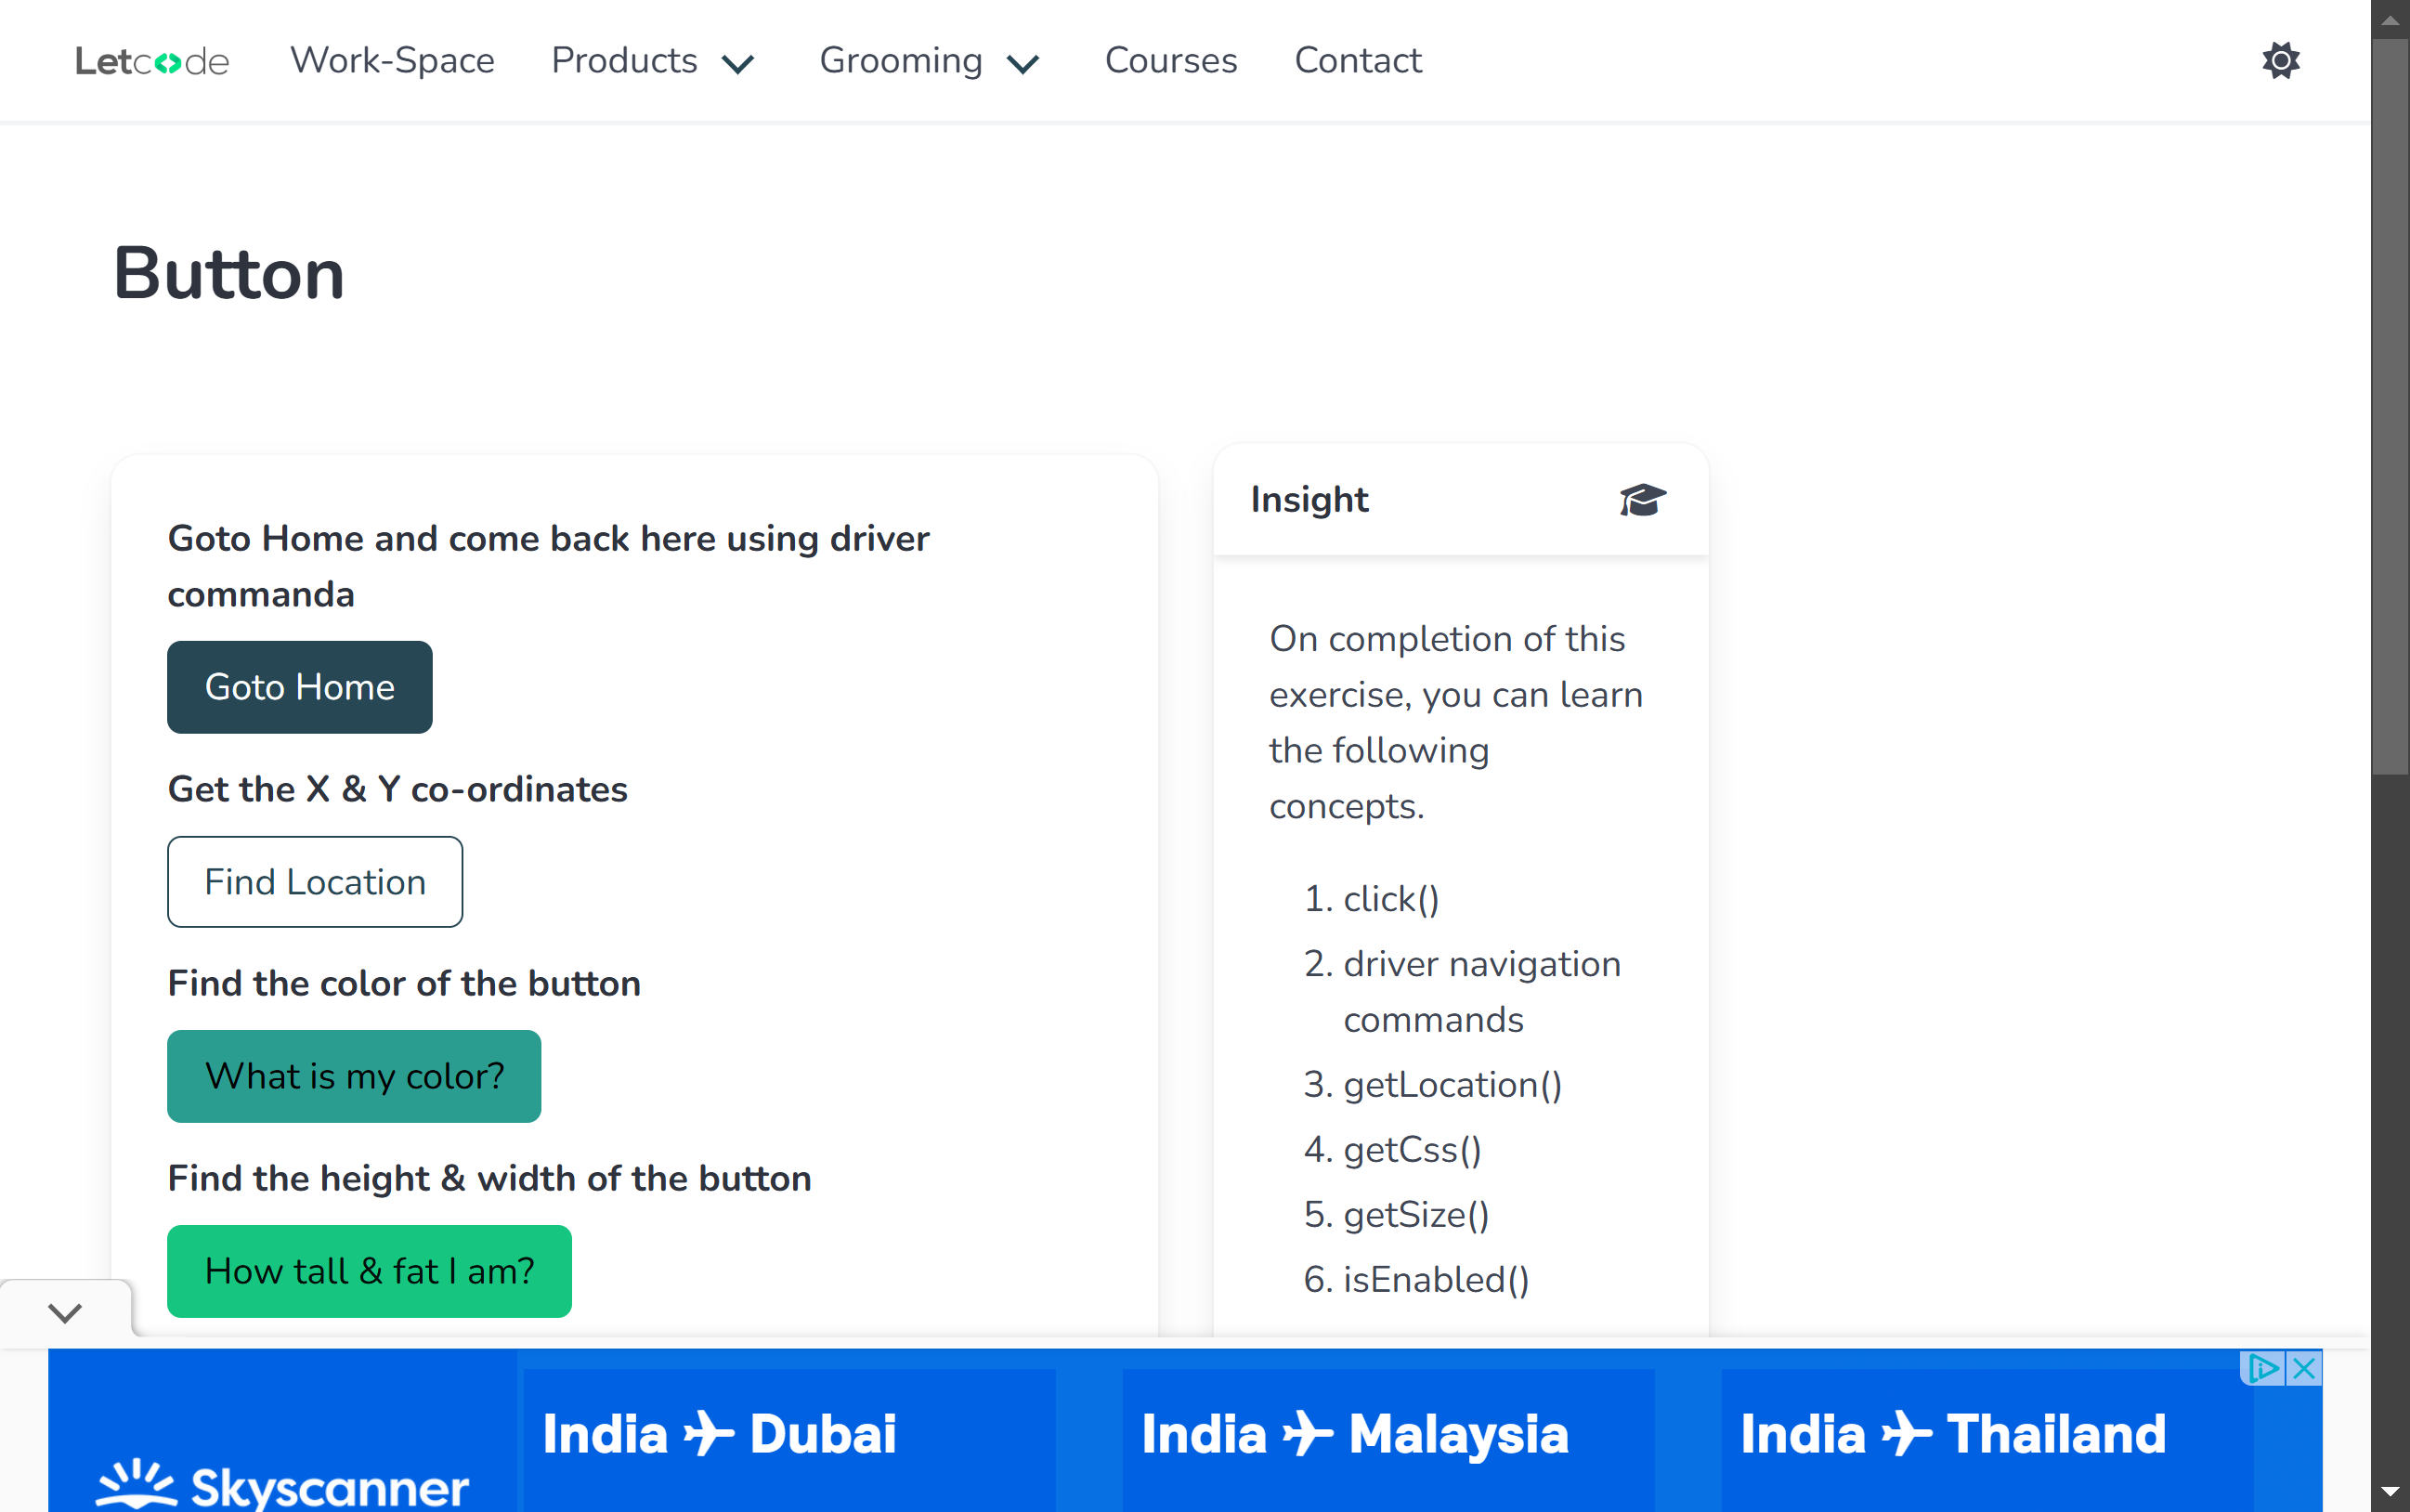 Letcode Work-Space Products Grooming Courses Contact
Button
Goto Home and come back here using driver
commanda
Goto Home
Get the X & Y co-ordinates
Find Location
Find the color of the button
What is my color?
Find the height & width of the button
How tall & fat I am?
Insight
On completion of this
exercise, you can learn
the following
concepts.
1. click()
2. driver navigation
commands
3. getLocation()
4. getCss()
5. getSize()
6. isEnabled()
Skyscanner
India Dubai
India Malaysia
India Thailand